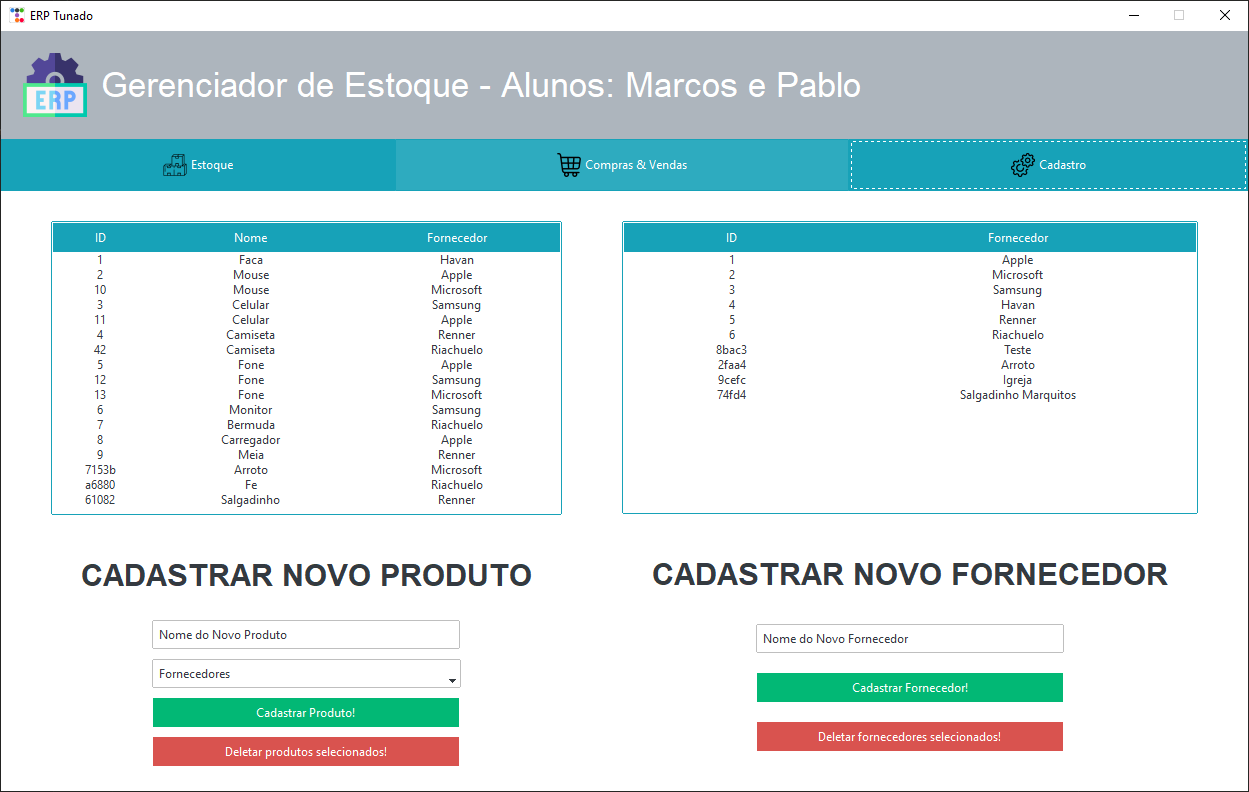 ERP Tunado
ERP
Gerenciador de Estoque - Alunos: Marcos e Pablo
Estoque
Compras & Vendas
Cadastro
ID Nome Fornecedor
1 Faca Havan
2 Mouse Apple
10 Mouse Microsoft
3 Celular Samsung
11 Celular Apple
4 Camiseta Renner
42 Camiseta Riachuelo
5 Fone Apple
12 Fone Samsung
13 Fone Microsoft
6 Monitor Samsung
7 Bermuda Riachuelo
8 Carregador Apple
9 Meia Renner
7153b Arroto Microsoft
a6880 Fe Riachuelo
61082 Salgadinho Renner
ID Fornecedor
1 Apple
2 Microsoft
3 Samsung
4 Havan
5 Renner
6 Riachuelo
8bac3 Teste
2faa4 Arroto
9cefc Igreja
74fd4 Salgadinho Marquitos
CADASTRAR NOVO PRODUTO
Nome do Novo Produto
Fornecedores
Cadastrar Produto!
Deletar produtos selecionados!
CADASTRAR NOVO FORNECEDOR
Nome do Novo Fornecedor
Cadastrar Fornecedor!
Deletar fornecedores selecionados!